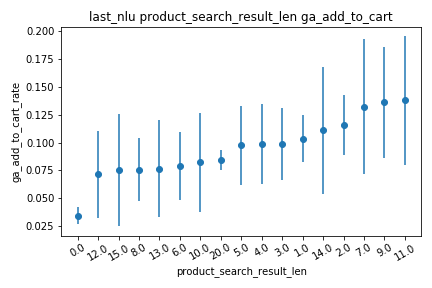 last_nlu product_search_result_len ga_add_to_cart
0.200
0.175
0.150
0.125
0.100
0.075
0.050
0.025
ga_add_to_cart_rate
0.0 12.0 15.0 8.0 13.0 6.0 10.0 20.0 5.0 4.0 3.0 1.0 14.0 2.0 7.0 9.0 11.0
product_search_result_len